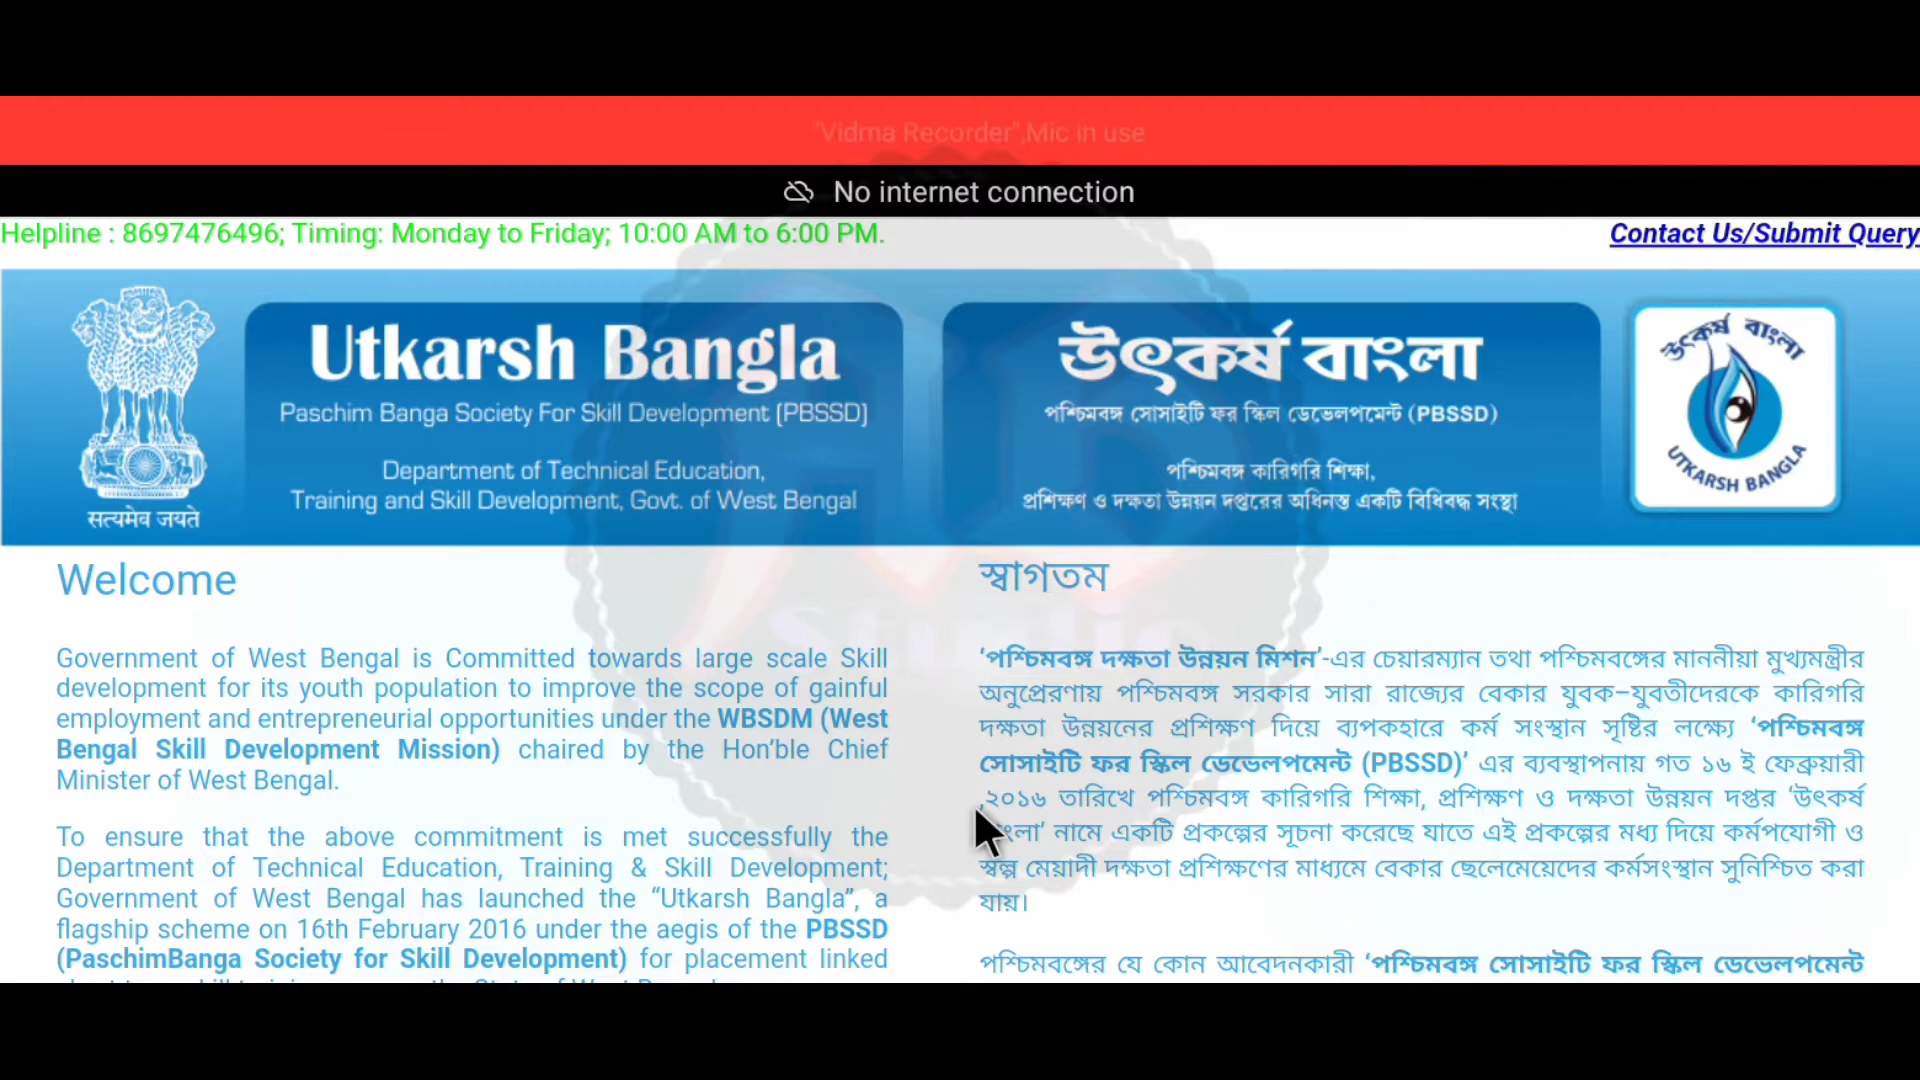 "Vidma Recorder",Mic in use
No internet connection
Helpline : 8697476496; Timing: Monday to Friday; 10:00 AM to 6:00 PM.
Contact Us/Submit Query
Utkarsh Bangla
Paschim Banga Society For Skill Development (PBSSD)
Department of Technical Education,
Training and Skill Development, Govt. of West Bengal
सत्यमेव जयते
উৎকর্ষ বাংলা
পশ্চিমবঙ্গ সোসাইটি ফর স্কিল ডেভেলপমেন্ট (PBSSD)
পশ্চিমবঙ্গ কারিগরি শিক্ষা,
প্রশিক্ষণ ও দক্ষতা উন্নয়ন দপ্তরের অধিনস্ত একটি বিধিবদ্ধ সংস্থা
উৎকর্ষ বাংলা
UTKARSH BANGLA
Welcome
Government of West Bengal is Committed towards large scale Skill
development for its youth population to improve the scope of gainful
employment and entrepreneurial opportunities under the WBSDM (West
Bengal Skill Development Mission) chaired by the Hon'ble Chief
Minister of West Bengal.
To ensure that the above commitment is met successfully the
Department of Technical Education, Training & Skill Development;
Government of West Bengal has launched the “Utkarsh Bangla”, a
flagship scheme on 16th February 2016 under the aegis of the PBSSD
(PaschimBanga Society for Skill Development) for placement linked
স্বাগতম
‘পশ্চিমবঙ্গ দক্ষতা উন্নয়ন মিশন’-এর চেয়ারম্যান তথা পশ্চিমবঙ্গের মাননীয়া মুখ্যমন্ত্রীর
অনুপ্রেরণায় পশ্চিমবঙ্গ সরকার সারা রাজ্যের বেকার যুবক–যুবতীদেরকে কারিগরি
দক্ষতা উন্নয়নের প্রশিক্ষণ দিয়ে ব্যপকহারে কর্ম সংস্থান সৃষ্টির লক্ষ্যে ‘পশ্চিমবঙ্গ
সোসাইটি ফর স্কিল ডেভেলপমেন্ট (PBSSD)’ এর ব্যবস্থাপনায় গত ১৬ ই ফেব্রুয়ারী
,২০১৬ তারিখে পশ্চিমবঙ্গ কারিগরি শিক্ষা, প্রশিক্ষণ ও দক্ষতা উন্নয়ন দপ্তর ‘উৎকর্ষ
নামে একটি প্রকল্পের সূচনা করেছে যাতে এই প্রকল্পের মধ্য দিয়ে কর্মপযোগী ও
স্বল্প মেয়াদী দক্ষতা প্রশিক্ষণের মাধ্যমে বেকার ছেলেমেয়েদের কর্মসংস্থান সুনিশ্চিত করা
যায়।
পশ্চিমবঙ্গের যে কোন আবেদনকারী ‘পশ্চিমবঙ্গ সোসাইটি ফর স্কিল ডেভেলপমেন্ট